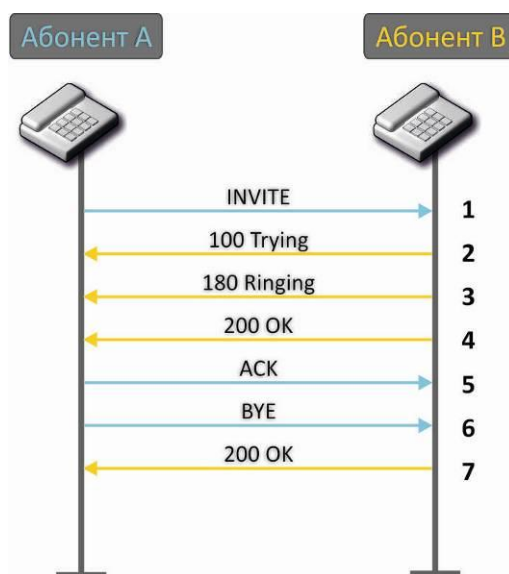 Абонент А
Абонент В
INVITE
1
100 Trying
2
180 Ringing
3
200 OK
4
ACK
5
BYE
6
200 OK
7